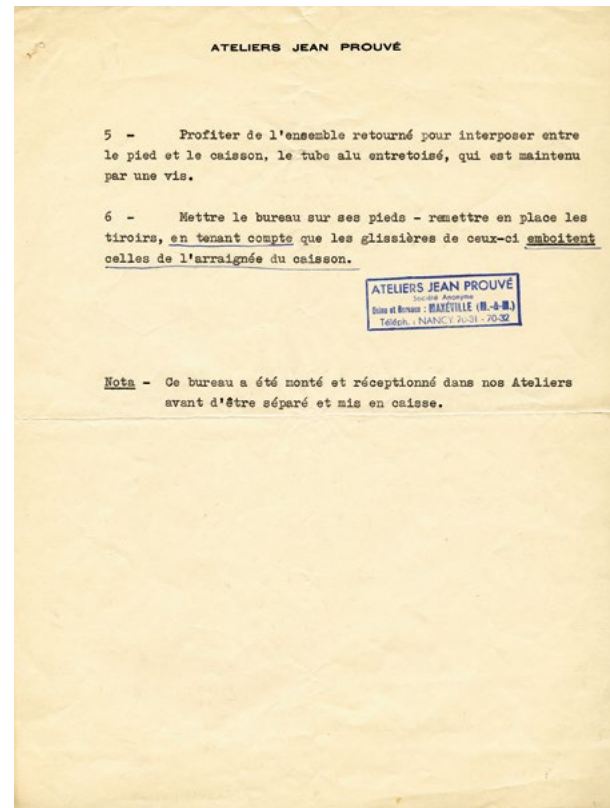 ATELIERS JEAN PROUVÉ
5 - Profiter de l'ensemble retourné pour interposer entre
le pied et le caisson, le tube alu entretoisé, qui est maintenu
par une vis.
6 - Mettre le bureau sur ses pieds - remettre en place les
tiroirs, en tenant compte que les glissières de ceux-ci emboitent
celles de l'arraignée du caisson.
ATELIERS JEAN PROUVÉ
Société Anonyme
Usine et Bureaux : MAXÉVILLE (M.-&-M.)
Téléph. : NANCY 70-31 - 70-32
Nota - Ce bureau a été monté et réceptionné dans nos Ateliers
avant d'être séparé et mis en caisse.